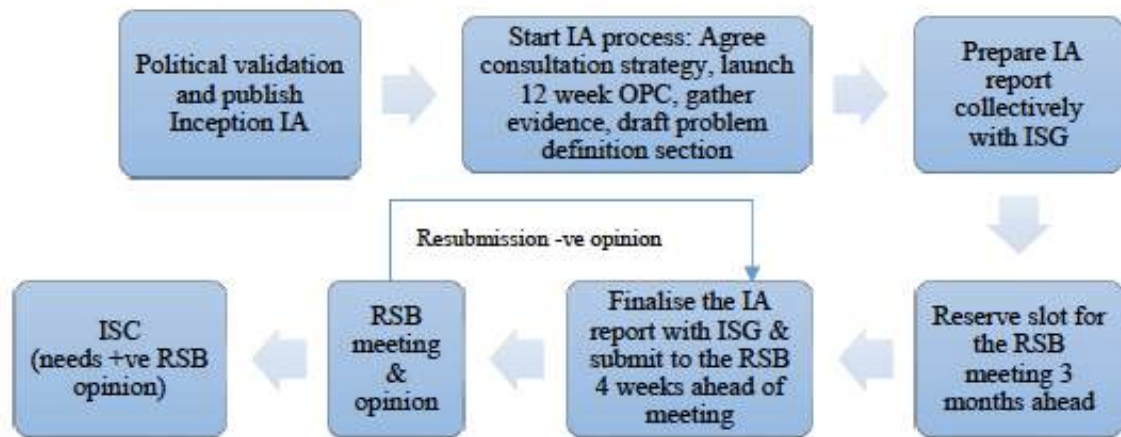 Political validation
and publish
Inception IA
Start IA process: Agree
consultation strategy, launch
12 week OPC, gather
evidence, draft problem
definition section
Prepare IA
report
collectively
with ISG
Resubmission -ve opinion
ISC
(needs +ve RSB
opinion)
RSB
meeting
&
opinion
Finalise the IA
report with ISG &
submit to the RSB
4 weeks ahead of
meeting
Reserve slot for
the RSB
meeting 3
months ahead